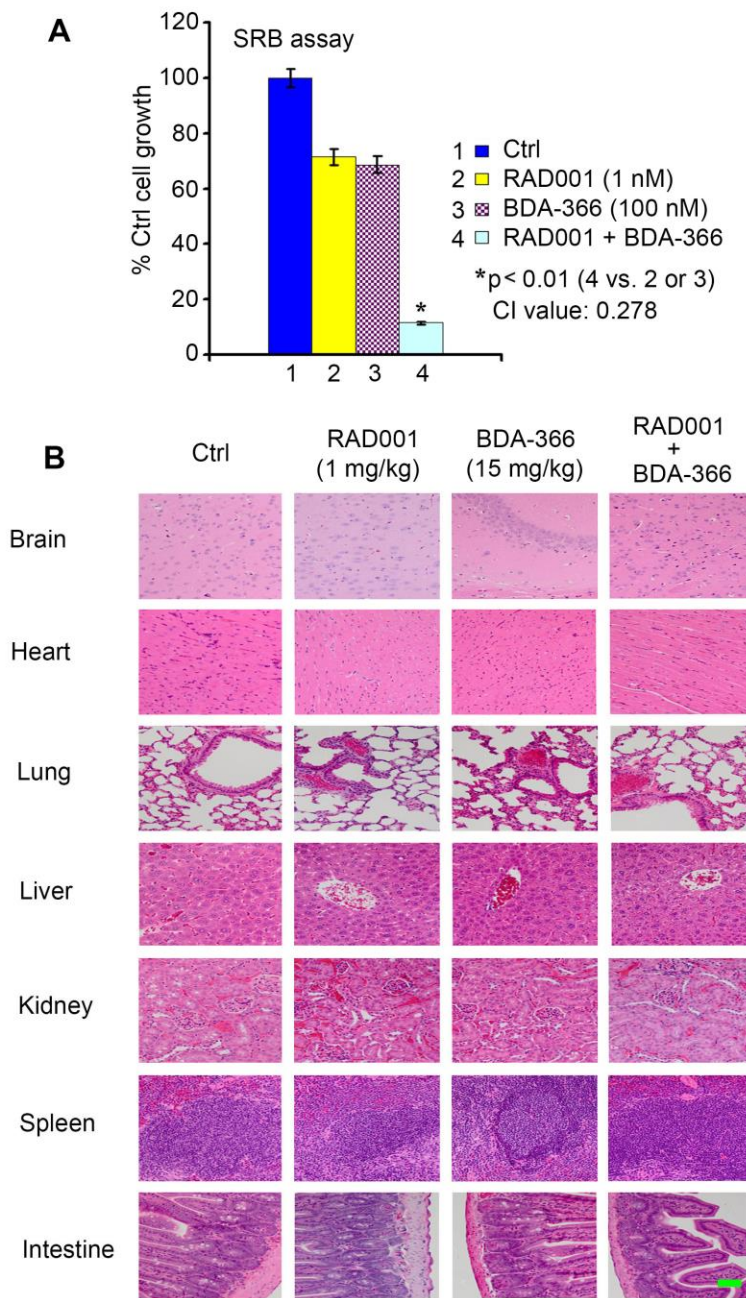 A
SRB assay
% Ctrl cell growth
120
100
80
60
40
20
0
1
2
3
4
*
1 Ctrl
2 RAD001 (1 nM)
3 BDA-366 (100 nM)
4 RAD001 + BDA-366
*p< 0.01 (4 vs. 2 or 3)
CI value: 0.278
B
Ctrl
RAD001
(1 mg/kg)
BDA-366
(15 mg/kg)
RAD001
+
BDA-366
Brain
Heart
Lung
Liver
Kidney
Spleen
Intestine